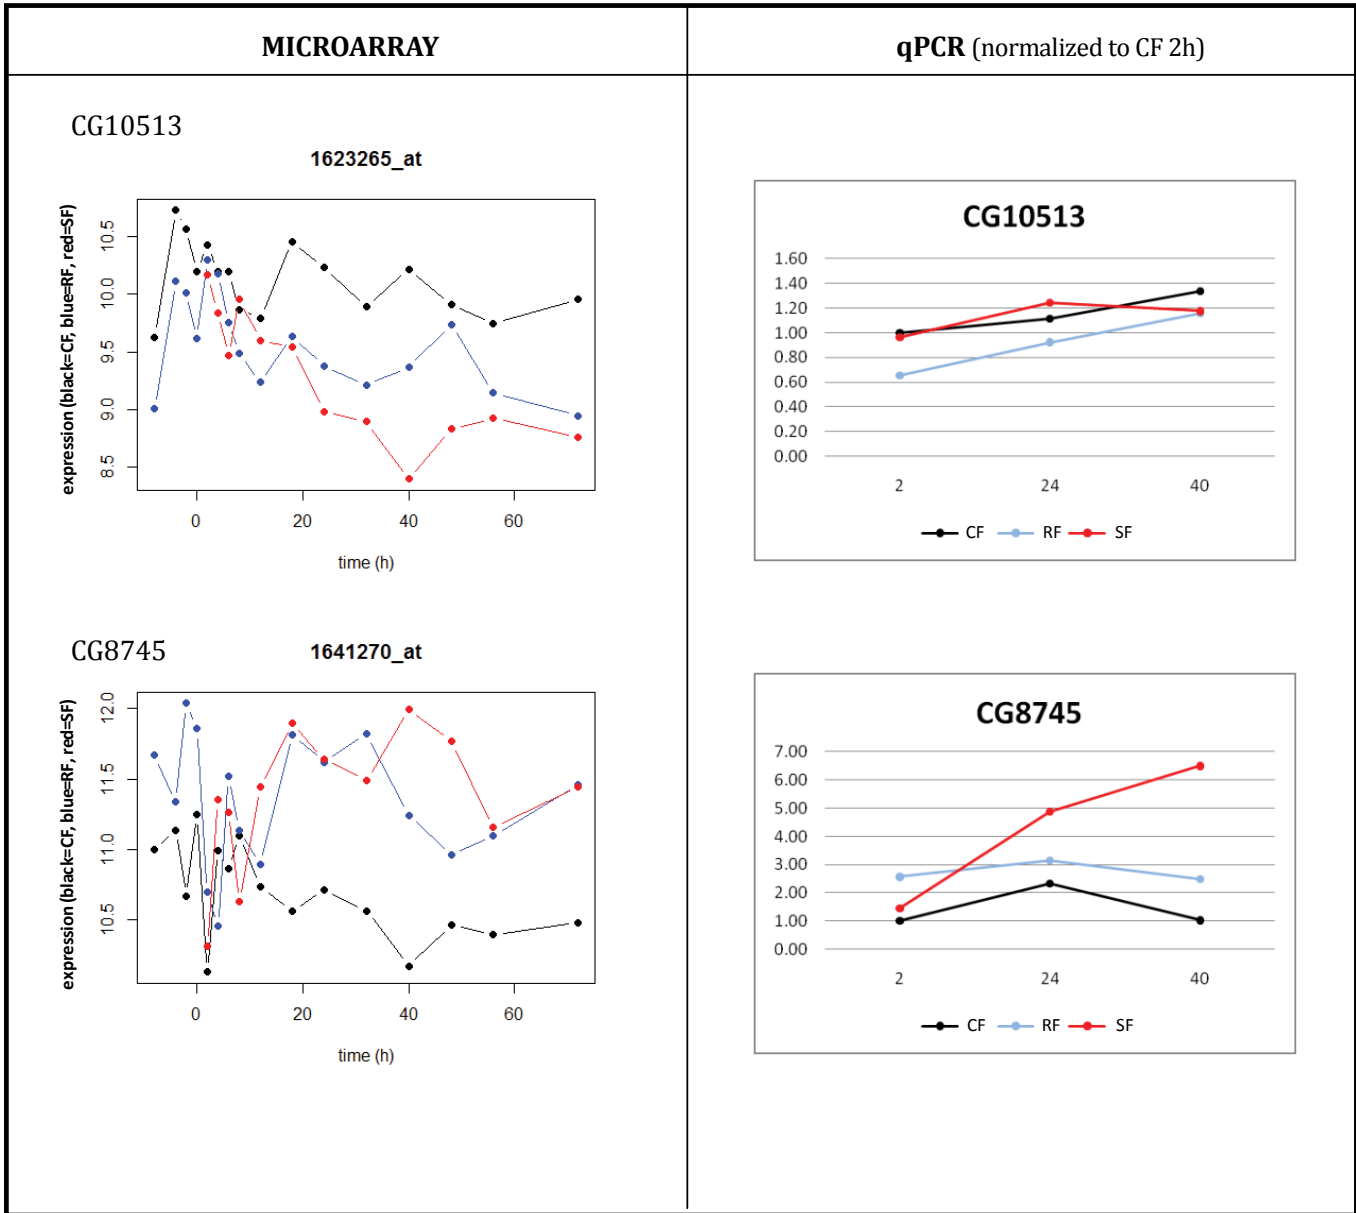 MICROARRAY
qPCR (normalized to CF 2h)
CG10513
1623265_at
expression (black=CF, blue=RF, red=SF)
10.5
10.0
9.5
9.0
8.5
0 20 40 60
time (h)
CG10513
1.60
1.40
1.20
1.00
0.80
0.60
0.40
0.20
0.00
2 24 40
CF RF SF
CG8745
1641270_at
expression (black=CF, blue=RF, red=SF)
12.0
11.5
11.0
10.5
0 20 40 60
time (h)
CG8745
7.00
6.00
5.00
4.00
3.00
2.00
1.00
0.00
2 24 40
CF RF SF